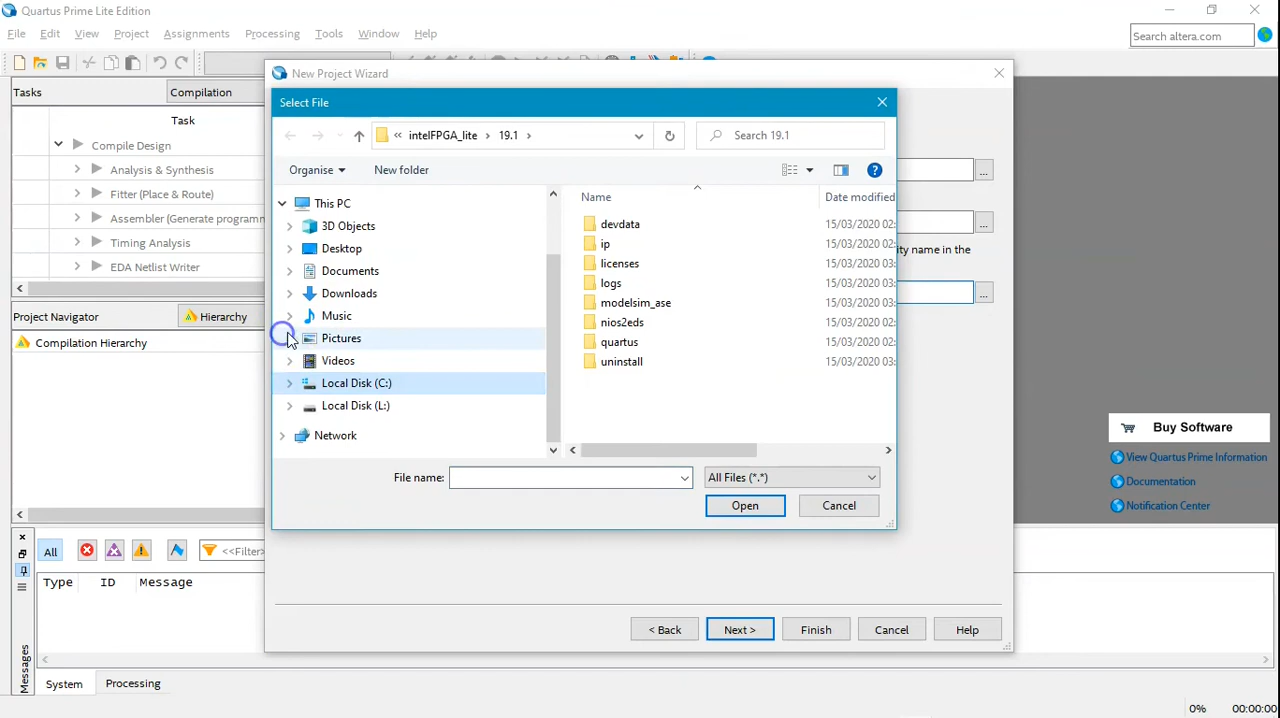 Quartus Prime Lite Edition
File Edit View Project Assignments Processing Tools Window Help
Search altera.com
New Project Wizard
Tasks Compilation
Select File
« intelFPGA_lite › 19.1 ›
Search 19.1
Organise New folder
Task
Compile Design
Analysis & Synthesis
Fitter (Place & Route)
Assembler (Generate programm
Timing Analysis
EDA Netlist Writer
This PC
3D Objects
Desktop
Documents
Downloads
Music
Pictures
Videos
Local Disk (C:)
Local Disk (L:)
Network
Name Date modified
devdata 15/03/2020 02:
ip 15/03/2020 02:
licenses 15/03/2020 03:
logs 15/03/2020 03:
modelsim_ase 15/03/2020 03:
nios2eds 15/03/2020 02:
quartus 15/03/2020 02:
uninstall 15/03/2020 03:
...
...
ity name in the
...
Project Navigator Hierarchy
Compilation Hierarchy
File name: All Files (*.*)
Open Cancel
Buy Software
View Quartus Prime Information
Documentation
Notification Center
All <<Filter>
Type ID Message
< Back Next > Finish Cancel Help
Messages
System Processing
0% 00:00:00